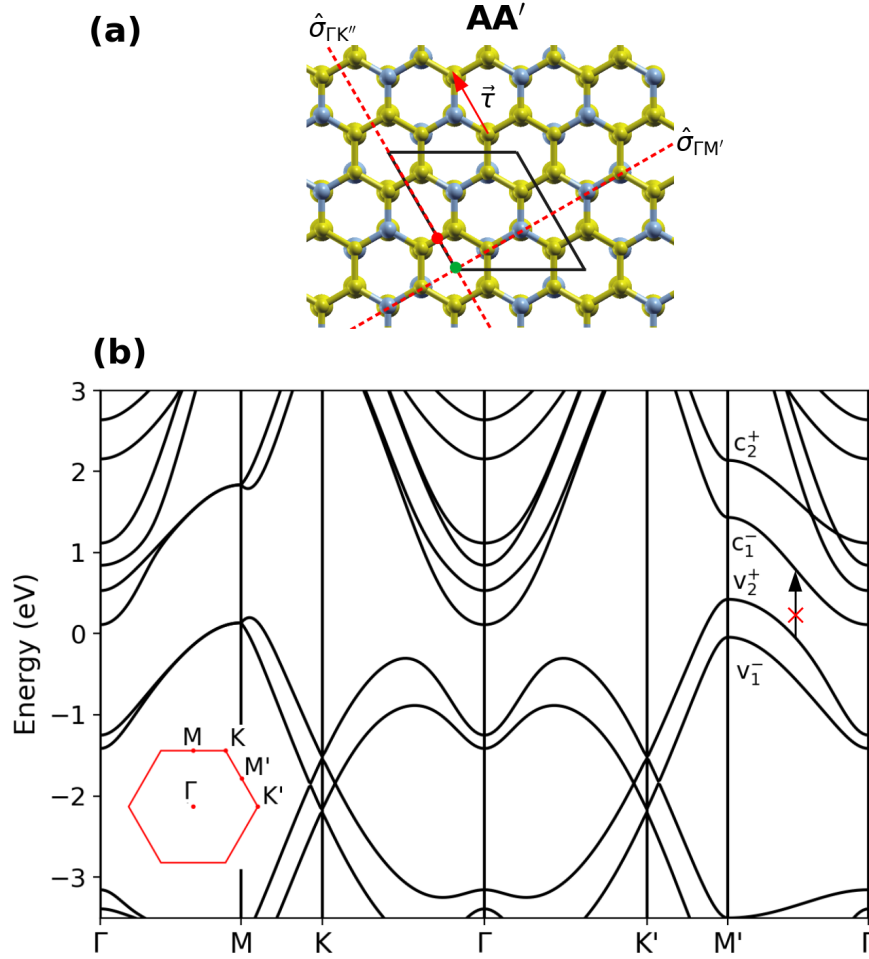 (a)
AA′
σ̂ΓK″
τ⃗
σ̂ΓM′
(b)
Energy (eV)
3
2
1
0
−1
−2
−3
c₂⁺
c₁⁻
v₂⁺
v₁⁻
M
K
M'
Γ
K'
Γ
M
K
Γ
K'
M'
Γ